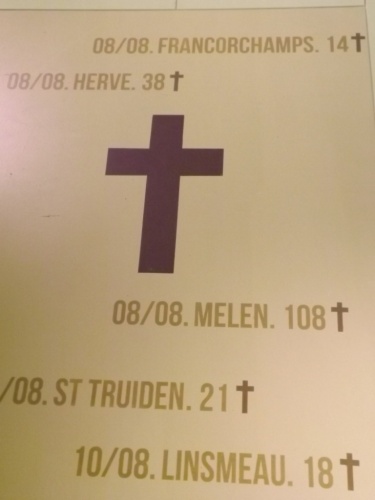 08/08. FRANCORCHAMPS. 14✝
08/08. HERVE. 38✝
08/08. MELEN. 108✝
/08. ST TRUIDEN. 21✝
10/08. LINSMEAU. 18✝